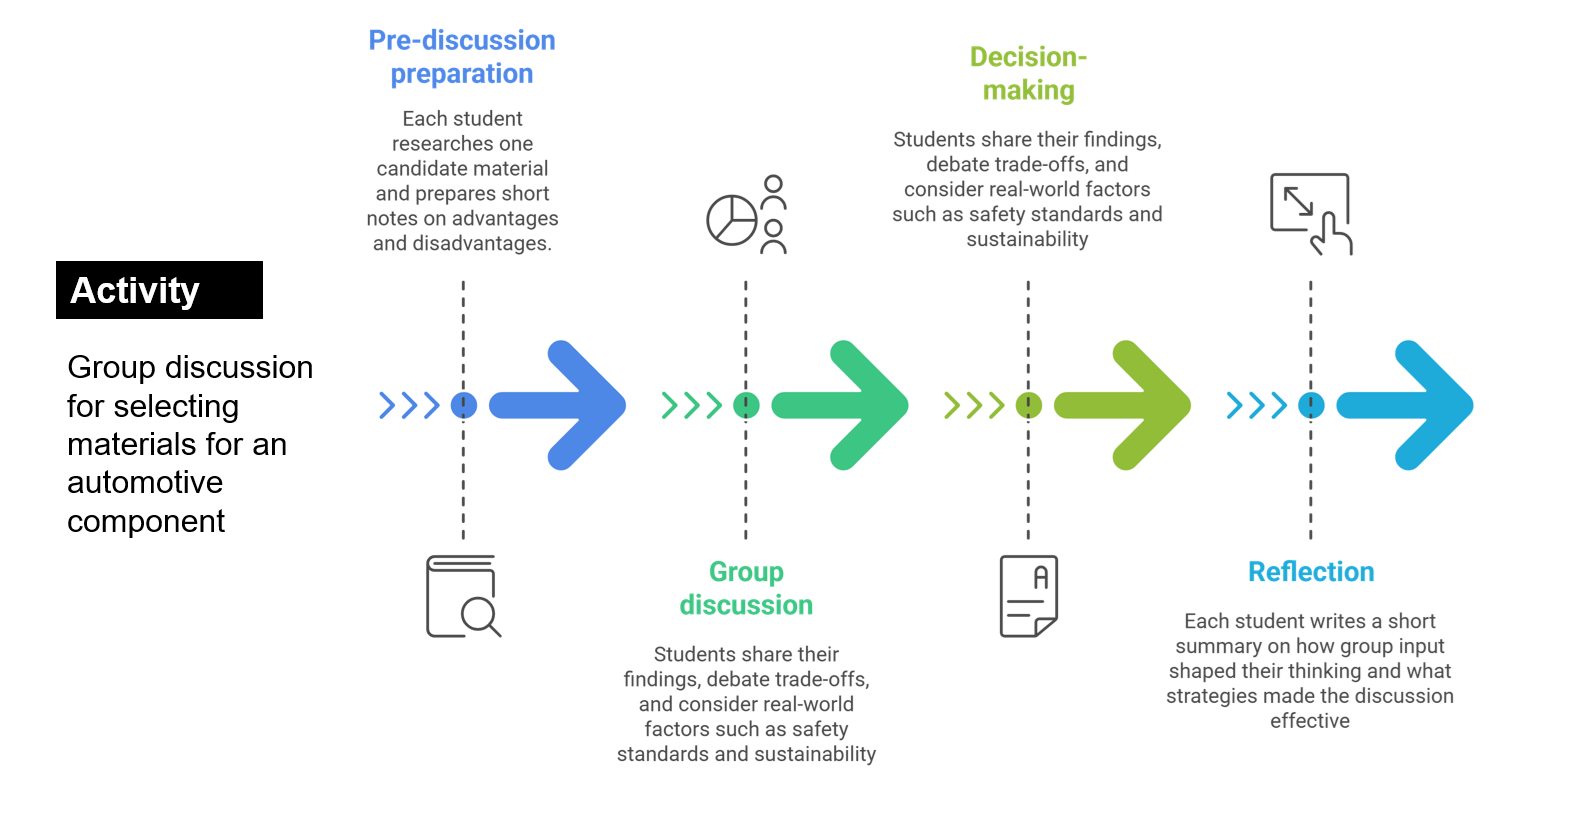 Activity
Group discussion
for selecting
materials for an
automotive
component
Pre-discussion
preparation
Each student
researches one
candidate material
and prepares short
notes on advantages
and disadvantages.
Group
discussion
Students share their
findings, debate trade-offs,
and consider real-world
factors such as safety
standards and sustainability
Decision-
making
Students share their findings,
debate trade-offs, and
consider real-world factors
such as safety standards and
sustainability
A
Reflection
Each student writes a short
summary on how group input
shaped their thinking and what
strategies made the discussion
effective